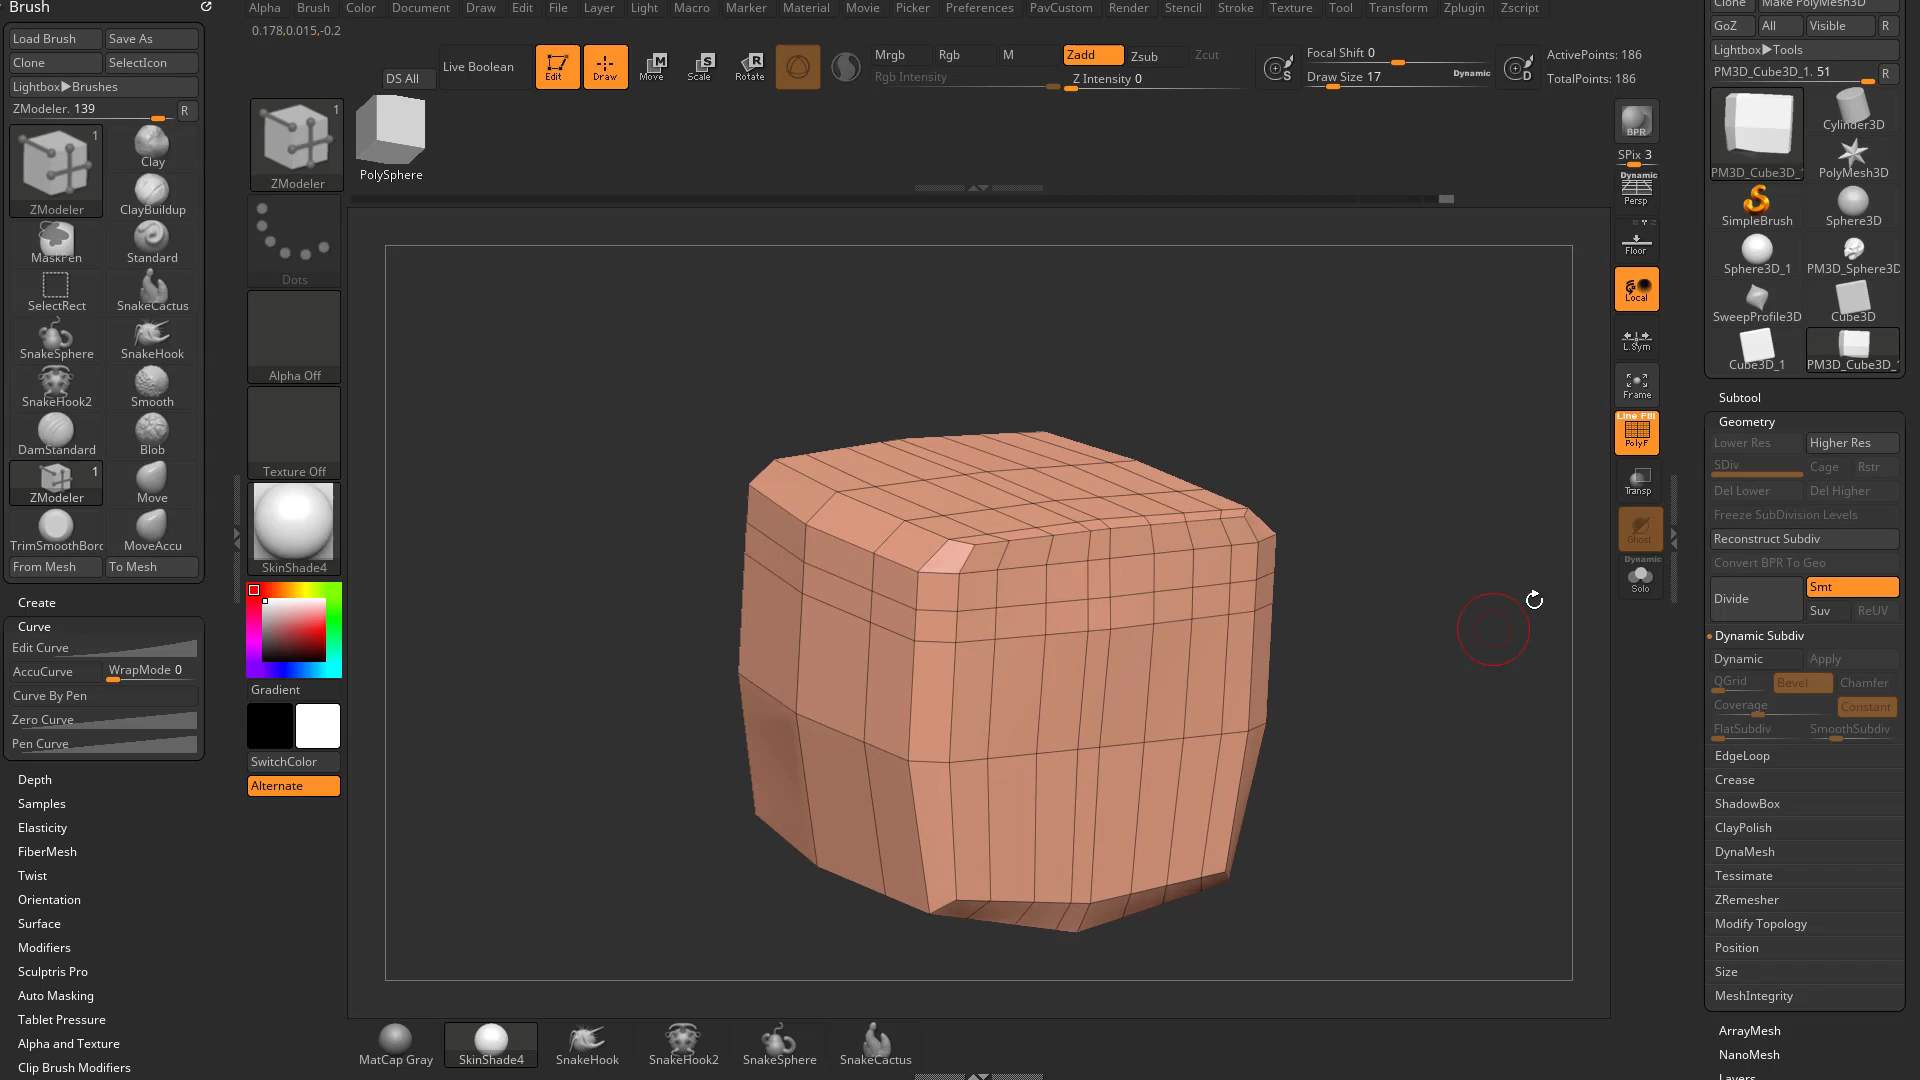 Brush
Alpha Brush Color Document Draw Edit File Layer Light Macro Marker Material Movie Picker Preferences PavCustom Render Stencil Stroke Texture Tool Transform Zplugin Zscript
0.178,0.015,-0.2
Load Brush Save As
Clone SelectIcon
Lightbox▶Brushes
ZModeler. 139 R
1
ZModeler
Clay
ClayBuildup
MaskPen Standard
SelectRect SnakeCactus
SnakeSphere SnakeHook
SnakeHook2 Smooth
DamStandard Blob
1
ZModeler Move
TrimSmoothBord MoveAccu
From Mesh To Mesh
Create
Curve
Edit Curve
AccuCurve WrapMode 0
Curve By Pen
Zero Curve
Pen Curve
Depth
Samples
Elasticity
FiberMesh
Twist
Orientation
Surface
Modifiers
Sculptris Pro
Auto Masking
Tablet Pressure
Alpha and Texture
Clip Brush Modifiers
DS All
Live Boolean
Edit
Draw
M
Move
S
Scale
R
Rotate
Mrgb Rgb M Zadd Zsub Zcut
Rgb Intensity Z Intensity 0
S
Focal Shift 0
Draw Size 17 Dynamic
D
ActivePoints: 186
TotalPoints: 186
1
ZModeler
PolySphere
Dots
Alpha Off
Texture Off
SkinShade4
Gradient
SwitchColor
Alternate
BPR
SPix 3
Dynamic
Persp
Floor
Local
L.Sym
Frame
Line Fill
PolyF
Transp
Ghost
Dynamic
Solo
MatCap Gray SkinShade4 SnakeHook SnakeHook2 SnakeSphere SnakeCactus
Clone Make PolyMesh3D
GoZ All Visible R
Lightbox▶Tools
PM3D_Cube3D_1. 51 R
PM3D_Cube3D_1
Cylinder3D
PolyMesh3D
SimpleBrush Sphere3D
Sphere3D_1 PM3D_Sphere3D
SweepProfile3D Cube3D
Cube3D_1 PM3D_Cube3D_1
Subtool
Geometry
Lower Res Higher Res
SDiv Cage Rstr
Del Lower Del Higher
Freeze SubDivision Levels
Reconstruct Subdiv
Convert BPR To Geo
Divide
Smt
Suv ReUV
Dynamic Subdiv
Dynamic Apply
QGrid Bevel Chamfer
Coverage Constant
FlatSubdiv SmoothSubdiv
EdgeLoop
Crease
ShadowBox
ClayPolish
DynaMesh
Tessimate
ZRemesher
Modify Topology
Position
Size
MeshIntegrity
ArrayMesh
NanoMesh
Layers